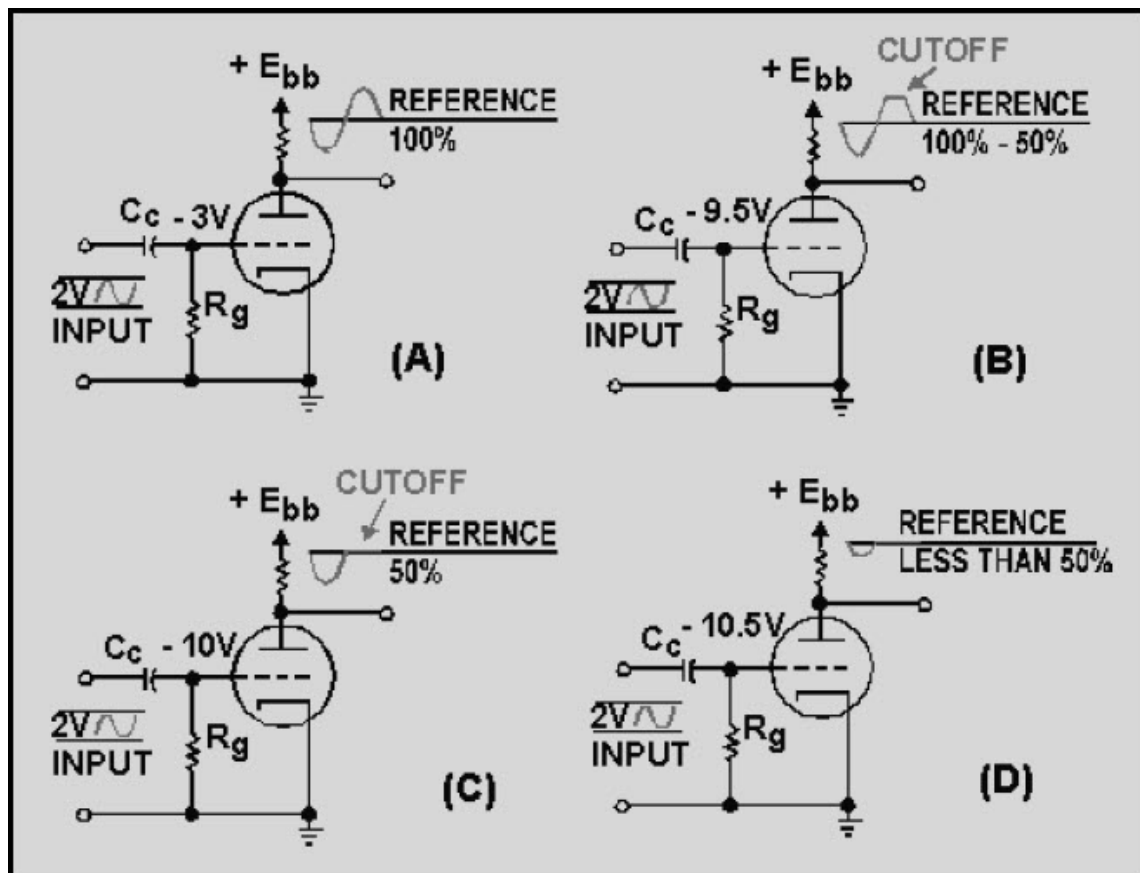 + Ebb
REFERENCE
100%
Cc - 3V
2V
INPUT
Rg
(A)
CUTOFF
+ Ebb
REFERENCE
100% - 50%
Cc - 9.5V
2V
INPUT
Rg
(B)
CUTOFF
+ Ebb
REFERENCE
50%
Cc - 10V
2V
INPUT
Rg
(C)
+ Ebb
REFERENCE
LESS THAN 50%
Cc - 10.5V
2V
INPUT
Rg
(D)